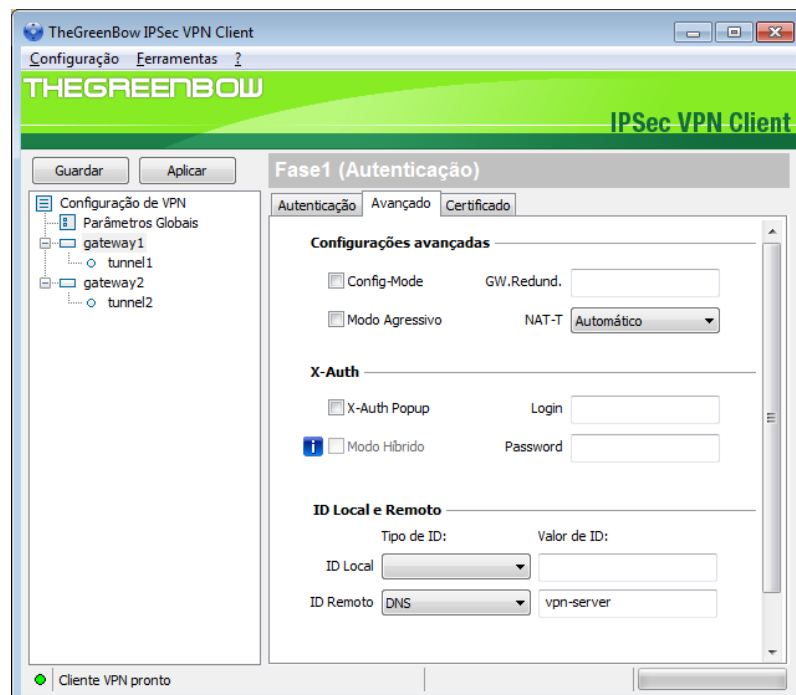 TheGreenBow IPSec VPN Client
Configuração Ferramentas ?
THEGREENBOW
IPSec VPN Client
Guardar Aplicar
Configuração de VPN
Parâmetros Globais
gateway1
tunnel1
gateway2
tunnel2
Fase1 (Autenticação)
Autenticação Avançado Certificado
Configurações avançadas
Config-Mode GW.Redund.
Modo Agressivo NAT-T Automático
X-Auth
X-Auth Popup Login
Modo Híbrido Password
ID Local e Remoto
Tipo de ID: Valor de ID:
ID Local
ID Remoto DNS vpn-server
Cliente VPN pronto